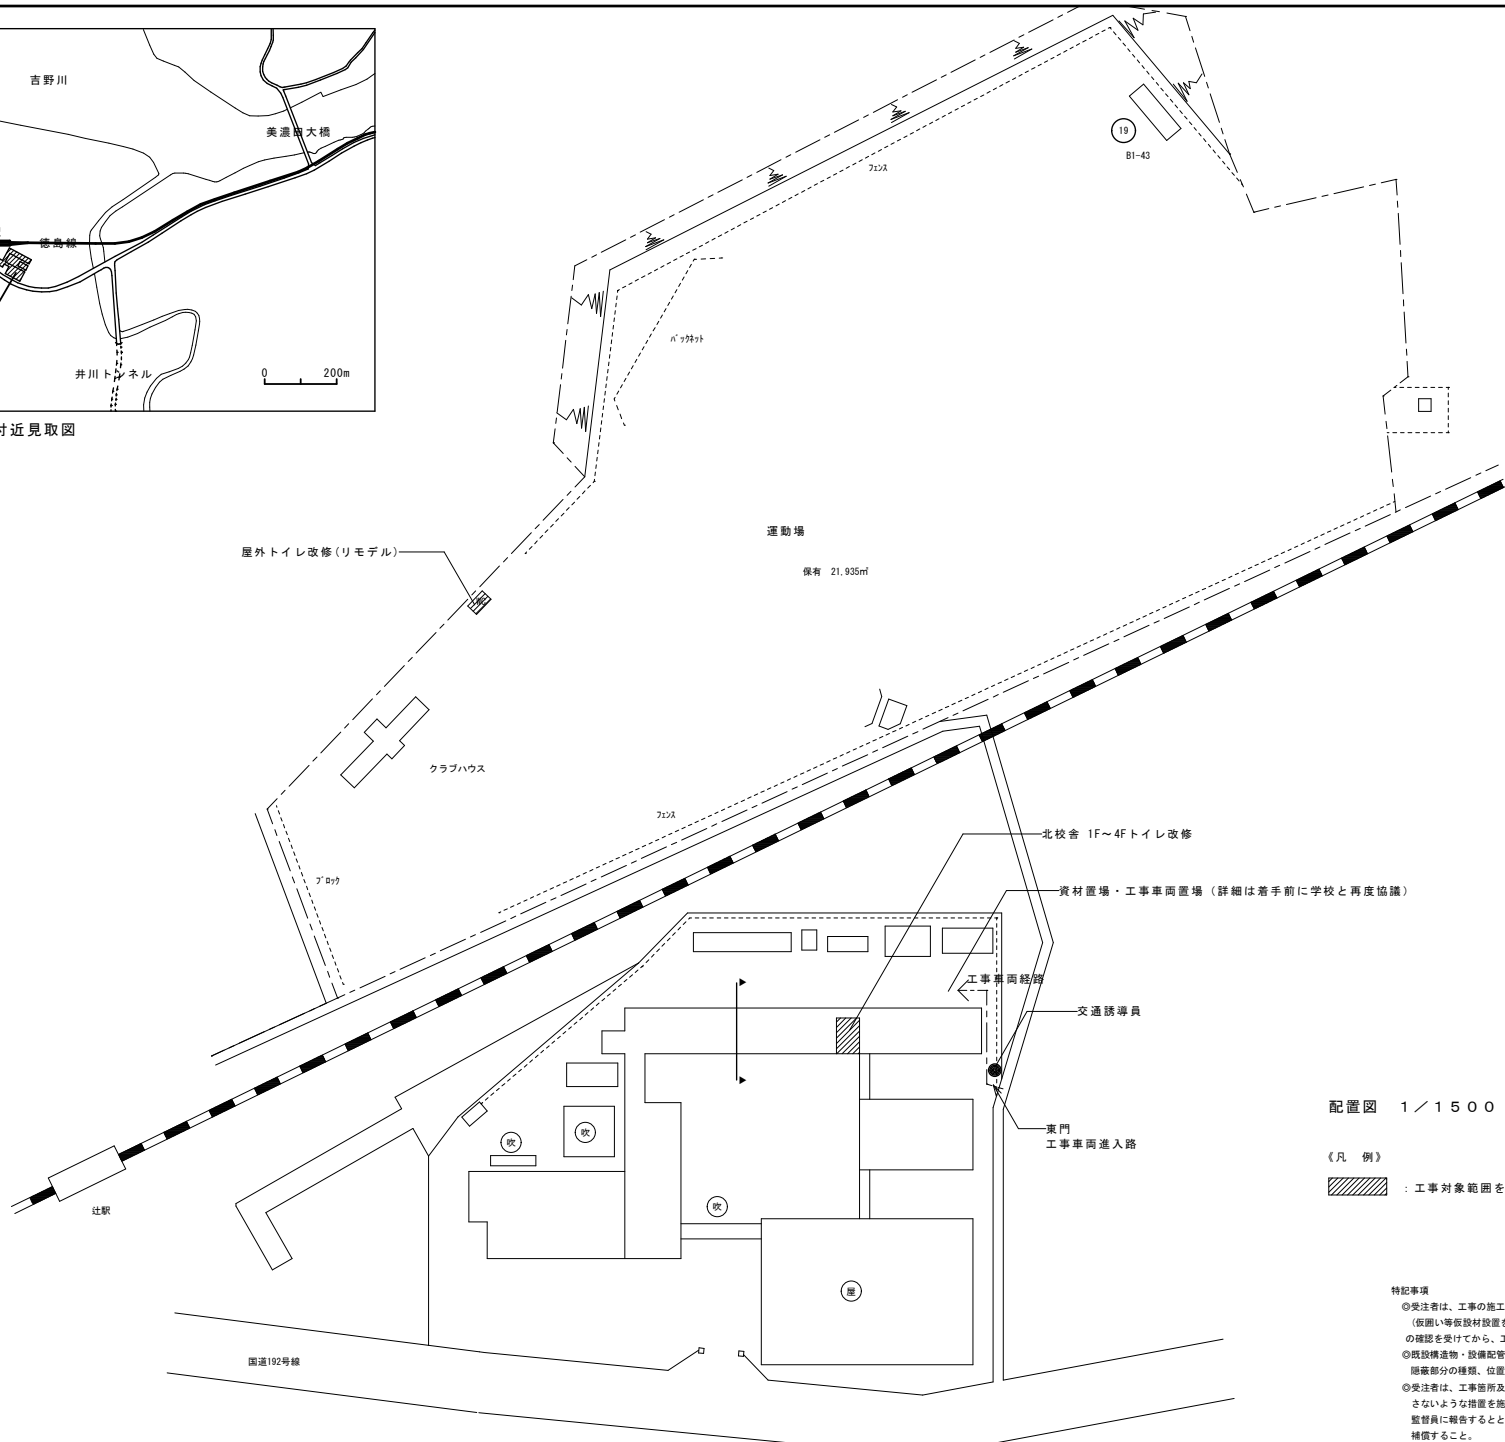 吉野川
美濃田大橋
徳島線
井川トンネル
0 200m
付近見取図
19
B1-43
フェンス
バックネット
運動場
保有 21,935㎡
屋外トイレ改修(リモデル)
WC
クラブハウス
フェンス
ブロック
北校舎 1F~4Fトイレ改修
資材置場・工事車両置場(詳細は着手前に学校と再度協議)
工事車両経路
交通誘導員
東門
工事車両進入路
吹
吹
吹
屋
辻駅
国道192号線
配置図 1/1500
《凡 例》
:工事対象範囲を
特記事項
◎受注者は、工事の施工
(仮囲い等仮設材設置を
の確認を受けてから、工
◎既設構造物・設備配管
隠蔽部分の種類、位置
◎受注者は、工事箇所及
さないような措置を施
監督員に報告するとと
補償すること。